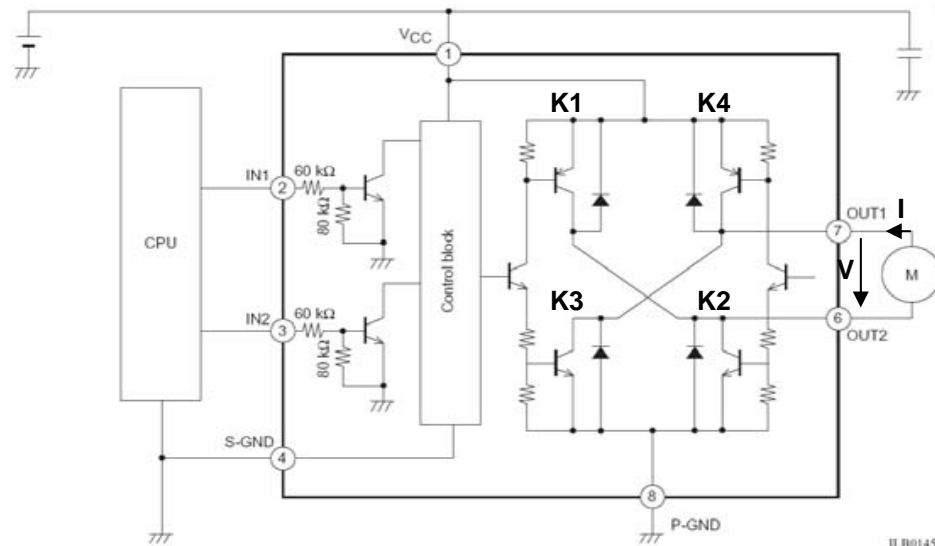 VCC
1
K1
K4
IN1
60 kΩ
2
80 kΩ
CPU
Control block
OUT1
I
7
V
M
K3
K2
IN2
60 kΩ
3
80 kΩ
6
OUT2
S-GND
4
8
P-GND
ILB01453